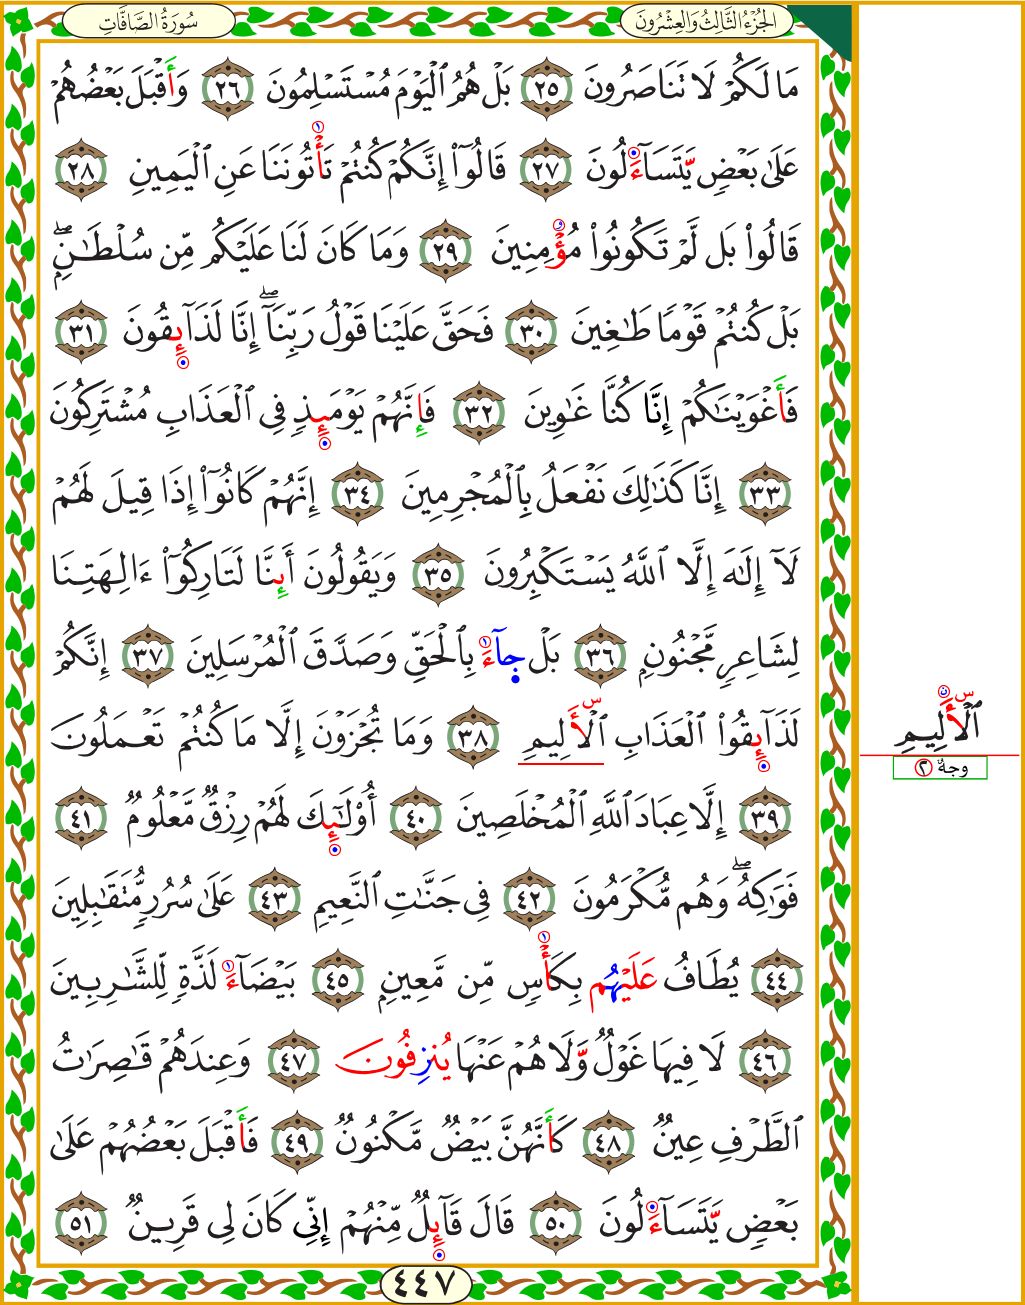 سُورَةُ الصَّافَّاتِ
الجُزْءُ الثَّالِثُ وَالعِشْرُونَ
مَا لَكُمْ لَا تَنَاصَرُونَ ٢٥ بَلْ هُمُ ٱلْيَوْمَ مُسْتَسْلِمُونَ ٢٦ وَأَقْبَلَ بَعْضُهُمْ
عَلَىٰ بَعْضٖ يَتَسَآءَلُونَ ٢٧ قَالُوٓا۟ إِنَّكُمْ كُنتُمْ تَأْتُونَنَا عَنِ ٱلْيَمِينِ ٢٨
قَالُوا۟ بَل لَّمْ تَكُونُوا۟ مُؤْمِنِينَ ٢٩ وَمَا كَانَ لَنَا عَلَيْكُم مِّن سُلْطَـٰنِۭۖ
بَلْ كُنتُمْ قَوْمٗا طَـٰغِينَ ٣٠ فَحَقَّ عَلَيْنَا قَوْلُ رَبِّنَآۖ إِنَّا لَذَآئِقُونَ ٣١
فَأَغْوَيْنَـٰكُمْ إِنَّا كُنَّا غَـٰوِينَ ٣٢ فَإِنَّهُمْ يَوْمَئِذٖ فِى ٱلْعَذَابِ مُشْتَرِكُونَ
٣٣ إِنَّا كَذَٰلِكَ نَفْعَلُ بِٱلْمُجْرِمِينَ ٣٤ إِنَّهُمْ كَانُوٓا۟ إِذَا قِيلَ لَهُمْ
لَآ إِلَـٰهَ إِلَّا ٱللَّهُ يَسْتَكْبِرُونَ ٣٥ وَيَقُولُونَ أَئِنَّا لَتَارِكُوٓا۟ ءَالِهَتِنَا
لِشَاعِرٖ مَّجْنُونِۭ ٣٦ بَلْ جَآءَ بِٱلْحَقِّ وَصَدَّقَ ٱلْمُرْسَلِينَ ٣٧ إِنَّكُمْ
لَذَآئِقُوا۟ ٱلْعَذَابِ ٱلْأَلِيمِ ٣٨ وَمَا تُجْزَوْنَ إِلَّا مَا كُنتُمْ تَعْمَلُونَ
ٱلْأَلِيمِ
وجهٌ ٢
٣٩ إِلَّا عِبَادَ ٱللَّهِ ٱلْمُخْلَصِينَ ٤٠ أُو۟لَـٰٓئِكَ لَهُمْ رِزْقٞ مَّعْلُومٞ ٤١
فَوَٰكِهُۖ وَهُم مُّكْرَمُونَ ٤٢ فِى جَنَّـٰتِ ٱلنَّعِيمِ ٤٣ عَلَىٰ سُرُرٖ مُّتَقَـٰبِلِينَ
٤٤ يُطَافُ عَلَيْهُم بِكَأْسٖ مِّن مَّعِينِۭ ٤٥ بَيْضَآءَ لَذَّةٖ لِّلشَّـٰرِبِينَ
٤٦ لَا فِيهَا غَوْلٞ وَّلَا هُمْ عَنْهَا يُنزِفُونَ ٤٧ وَعِندَهُمْ قَـٰصِرَٰتُ
ٱلطَّرْفِ عِينٞ ٤٨ كَأَنَّهُنَّ بَيْضٞ مَّكْنُونٞ ٤٩ فَأَقْبَلَ بَعْضُهُمْ عَلَىٰ
بَعْضٖ يَتَسَآءَلُونَ ٥٠ قَالَ قَآئِلٞ مِّنْهُمْ إِنِّى كَانَ لِى قَرِينٞ ٥١
٤٤٧